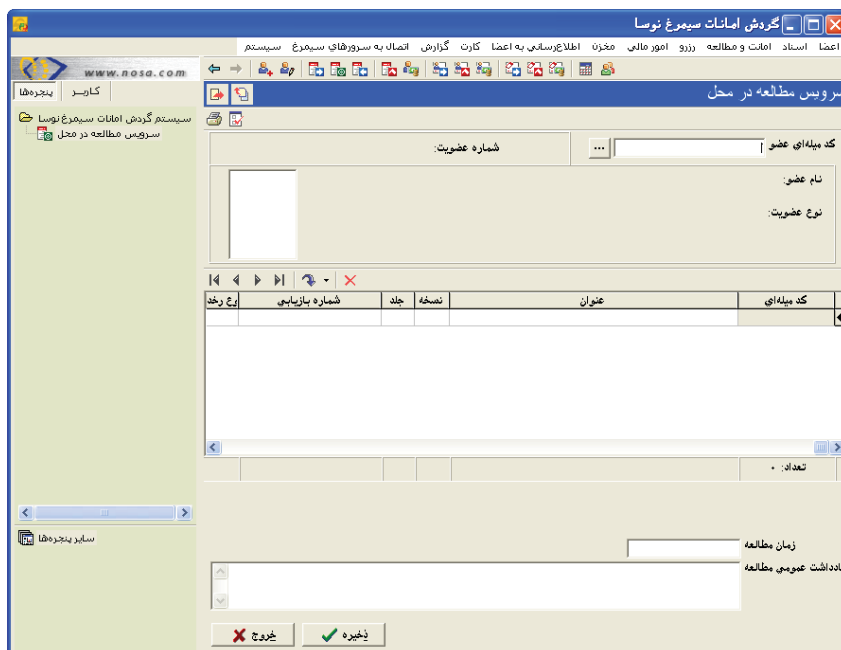 گردش امانات سیمرغ نوسا
اعضا اسناد امانت و مطالعه رزرو امور مالی مخزن اطلاع‌رسانی به اعضا کارت گزارش اتصال به سرورهای سیمرغ سیستم
www.nosa.com
کاربر پنجره‌ها
سرویس مطالعه در محل
سیستم گردش امانات سیمرغ نوسا
سرویس مطالعه در محل
کد میله‌ای عضو
...
شماره عضویت:
نام عضو:
نوع عضویت:
کد میله‌ای عنوان نسخه جلد شماره بازیابی وع رخد
تعداد: ۰
سایر پنجره‌ها
زمان مطالعه
ادداشت عمومی مطالعه
ذخیره خروج